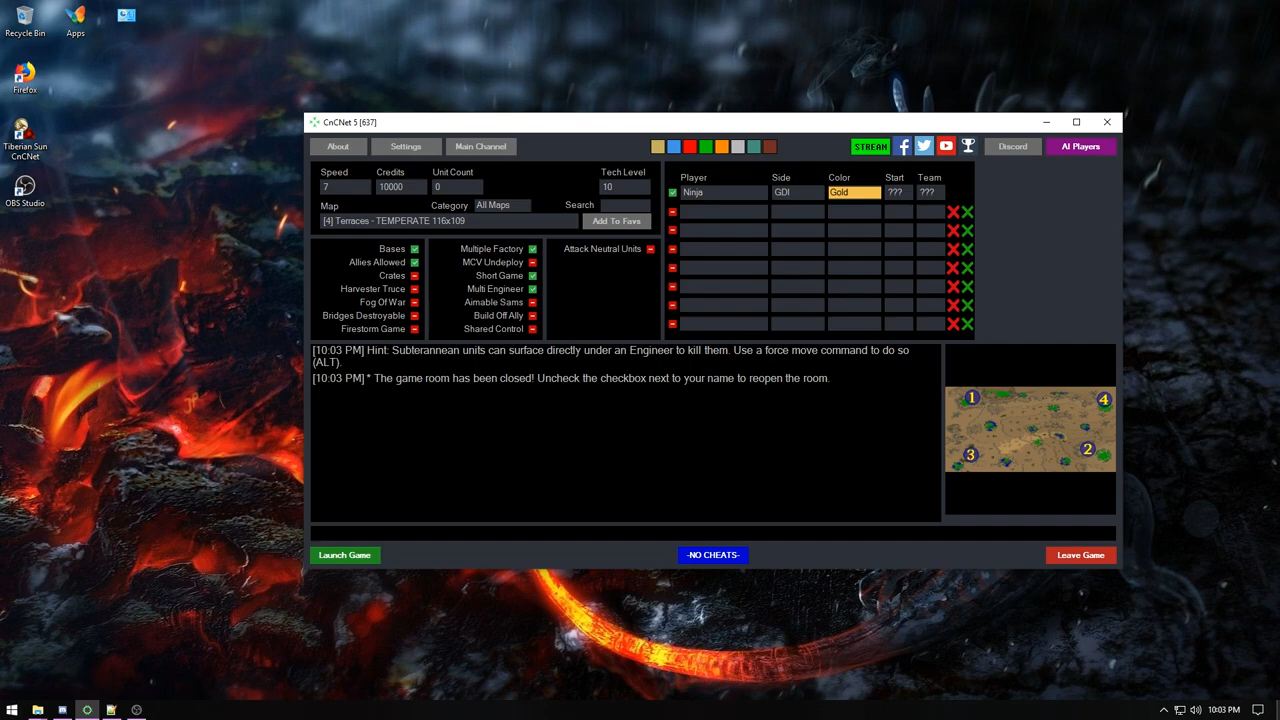 Recycle Bin
Apps
Firefox
Tiberian Sun
CnCNet
OBS Studio
CnCNet 5 [637]
About
Settings
Main Channel
STREAM
Discord
AI Players
Speed
Credits
Unit Count
Tech Level
7
10000
0
10
Map
Category
All Maps
Search
[4] Terraces - TEMPERATE 116x109
Add To Favs
Player
Side
Color
Start
Team
Ninja
GDI
Gold
???
???
Bases
Allies Allowed
Crates
Harvester Truce
Fog Of War
Bridges Destroyable
Firestorm Game
Multiple Factory
MCV Undeploy
Short Game
Multi Engineer
Aimable Sams
Build Off Ally
Shared Control
Attack Neutral Units
[10:03 PM] Hint: Subterannean units can surface directly under an Engineer to kill them. Use a force move command to do so
(ALT).
[10:03 PM] * The game room has been closed! Uncheck the checkbox next to your name to reopen the room.
1
4
3
2
Launch Game
-NO CHEATS-
Leave Game
10:03 PM